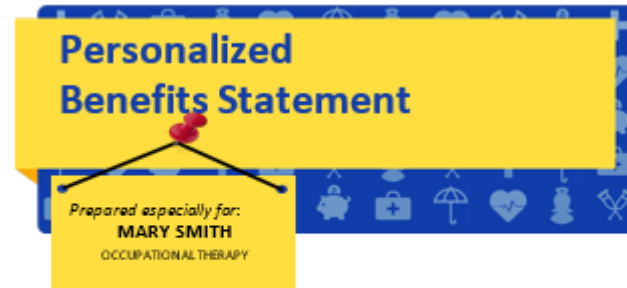 Personalized
Benefits Statement
Prepared especially for:
MARY SMITH
OCCUPATIONAL THERAPY